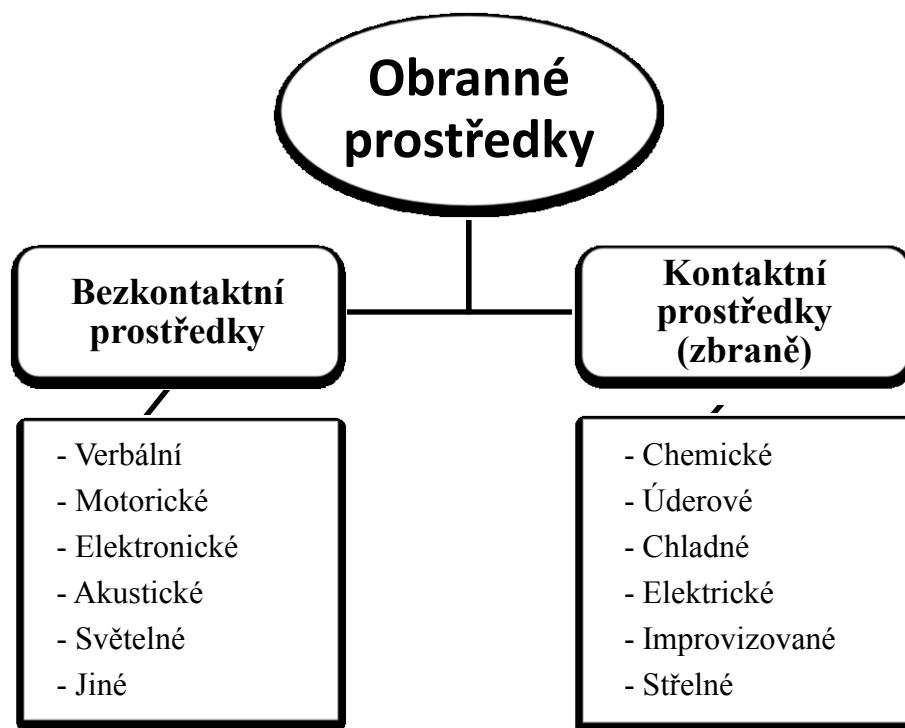 Obranné
prostředky
Bezkontaktní
prostředky
Kontaktní
prostředky
(zbraně)
- Verbální
- Motorické
- Elektronické
- Akustické
- Světelné
- Jiné
- Chemické
- Úderové
- Chladné
- Elektrické
- Improvizované
- Střelné